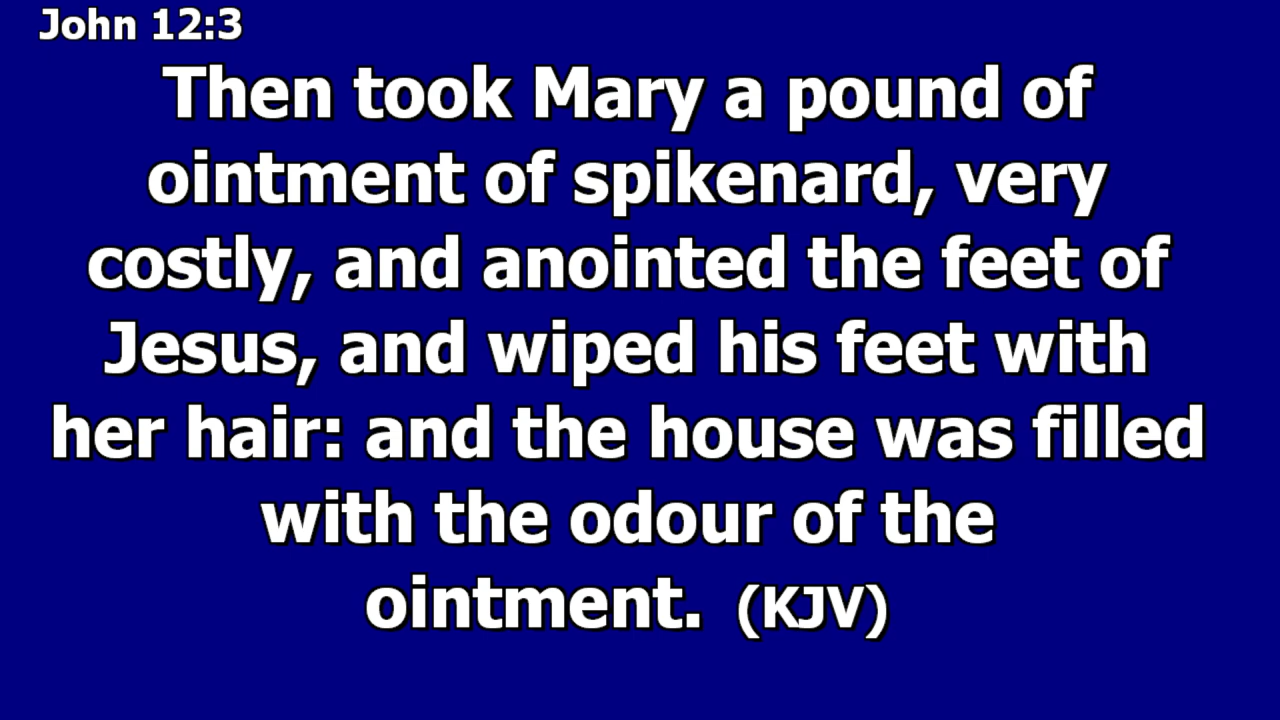 John 12:3
Then took Mary a pound of
ointment of spikenard, very
costly, and anointed the feet of
Jesus, and wiped his feet with
her hair: and the house was filled
with the odour of the
ointment. (KJV)